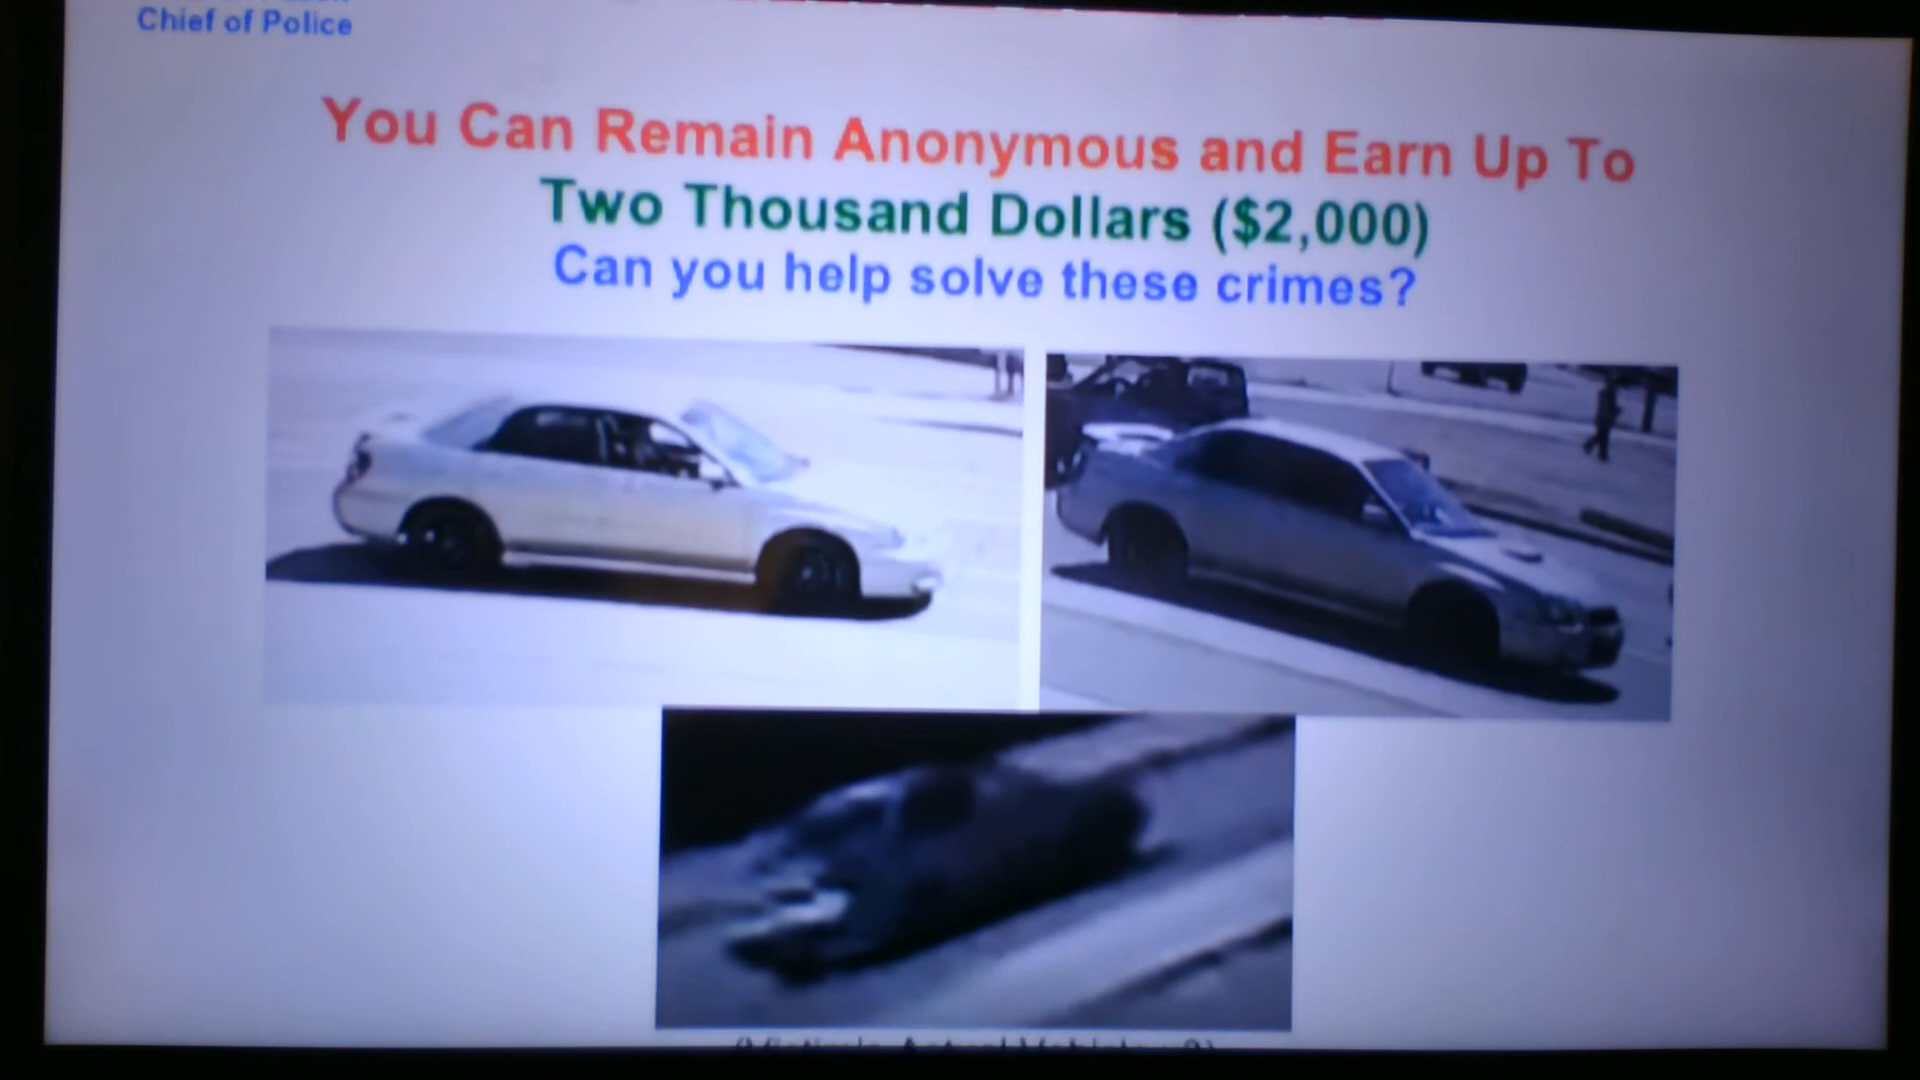 Chief of Police
You Can Remain Anonymous and Earn Up To
Two Thousand Dollars ($2,000)
Can you help solve these crimes?